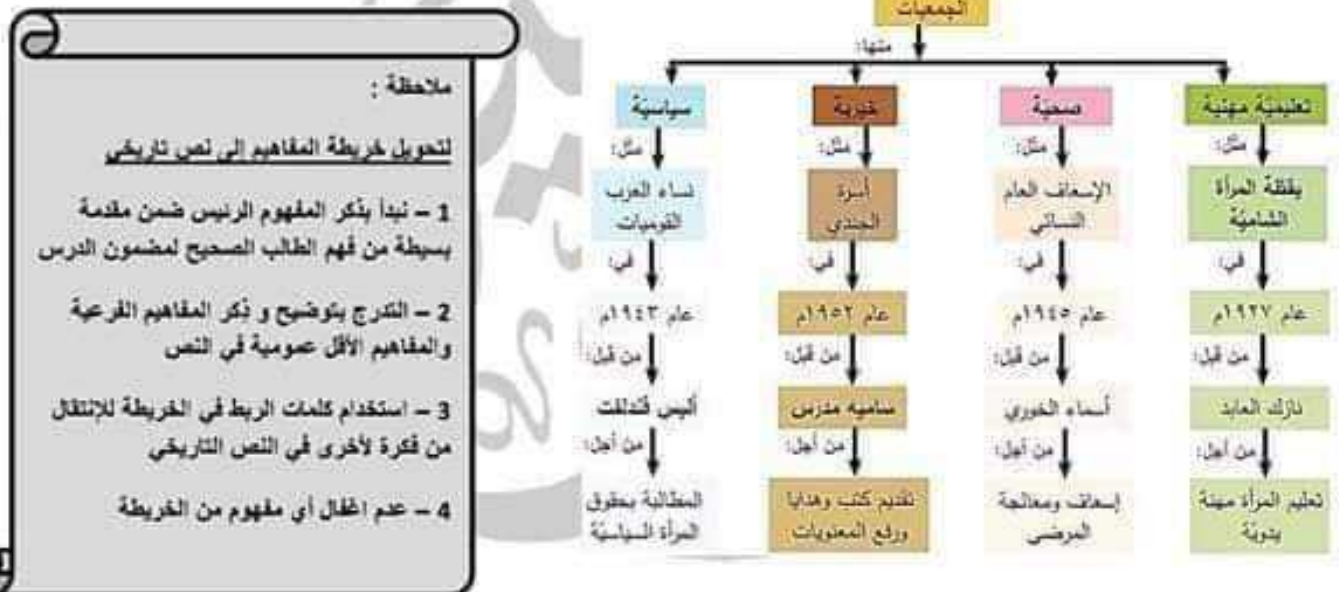 ملاحظة :
لتحويل خريطة المفاهيم إلى نص تاريخي
1 – نبدأ بذكر المفهوم الرئيس ضمن مقدمة
بسيطة من فهم الطالب الصحيح لمضمون الدرس
2 – التدرج بتوضيح و ذكر المفاهيم الفرعية
والمفاهيم الأقل عمومية في النص
3 – استخدام كلمات الربط في الخريطة للإنتقال
من فكرة لأخرى في النص التاريخي
4 – عدم اغفال أي مفهوم من الخريطة
الجمعيات
منها:
تعليمية مهنية
مثل:
يقظة المرأة
الشاميّة
في:
عام ١٩٢٧م
من قبل:
نازك العابد
من أجل:
تعليم المرأة مهنة
يدويّة
صحيّة
مثل:
الإسعاف العام
النسائي
في:
عام ١٩٤٥م
من قبل:
أسماء الخوري
من أجل:
إسعاف ومعالجة
المرضى
خيرية
مثل:
أسرة
الجندي
في:
عام ١٩٥٢م
من قبل:
ساميه مدرس
من أجل:
تقديم كتب وهدايا
ورفع المعنويات
سياسيّة
مثل:
نساء العرب
القوميات
في:
عام ١٩٤٣م
من قبل:
أليس قندلفت
من أجل:
المطالبة بحقوق
المرأة السياسيّة